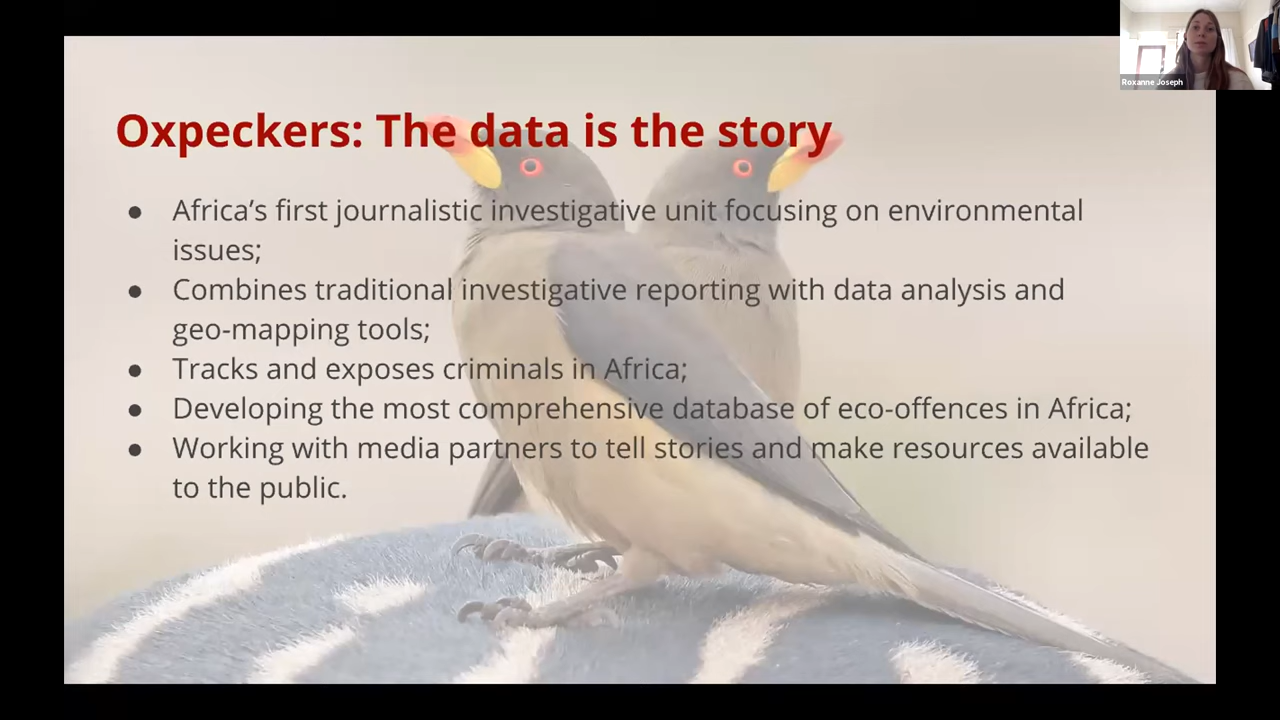 Oxpeckers: The data is the story
● Africa’s first journalistic investigative unit focusing on environmental
issues;
● Combines traditional investigative reporting with data analysis and
geo-mapping tools;
● Tracks and exposes criminals in Africa;
● Developing the most comprehensive database of eco-offences in Africa;
● Working with media partners to tell stories and make resources available
to the public.
Roxanne Joseph